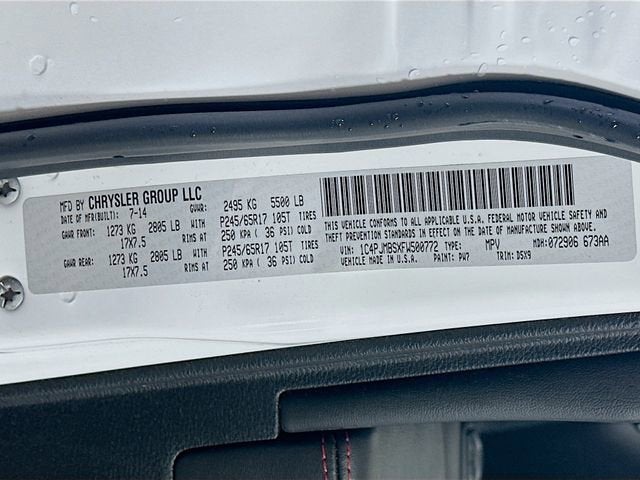 MFD BY CHRYSLER GROUP LLC
DATE OF MFR(BUILT): 7-14 GVWR: 2495 KG 5500 LB
GAWR FRONT: 1273 KG 2805 LB WITH P245/65R17 105T TIRES
17X7.5 RIMS AT 250 KPA ( 36 PSI) COLD
GAWR REAR: 1273 KG 2805 LB WITH P245/65R17 105T TIRES
17X7.5 RIMS AT 250 KPA ( 36 PSI) COLD
THIS VEHICLE CONFORMS TO ALL APPLICABLE U.S.A. FEDERAL MOTOR VEHICLE SAFETY AND
THEFT PREVENTION STANDARDS IN EFFECT ON THE DATE OF MANUFACTURE SHOWN ABOVE.
VIN: 1C4PJMBSXFW500772 TYPE: MPV MDH: 072906 673AA
VEHICLE MADE IN U.S.A. PAINT: PW7 TRIM: D5X9